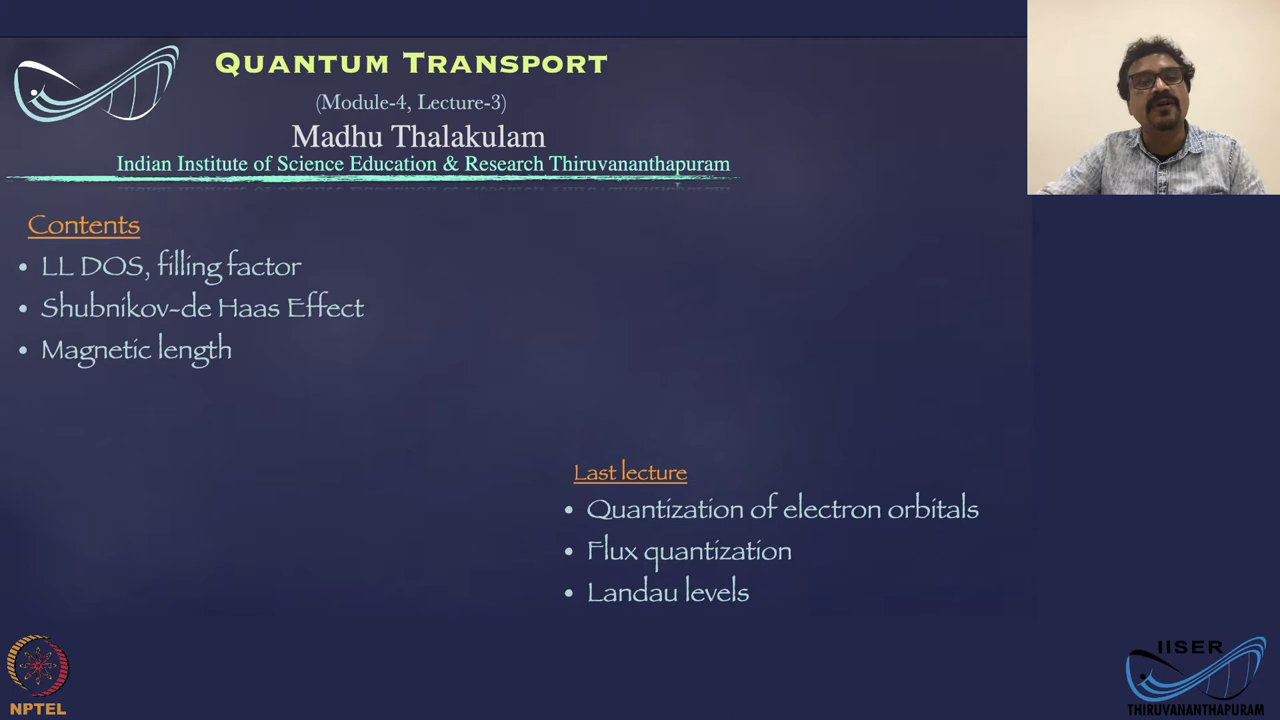 Quantum Transport
(Module-4, Lecture-3)
Madhu Thalakulam
Indian Institute of Science Education & Research Thiruvananthapuram
Contents
• LL DOS, filling factor
• Shubnikov-de Haas Effect
• Magnetic length
Last lecture
• Quantization of electron orbitals
• Flux quantization
• Landau levels
NPTEL
IISER
THIRUVANANTHAPURAM